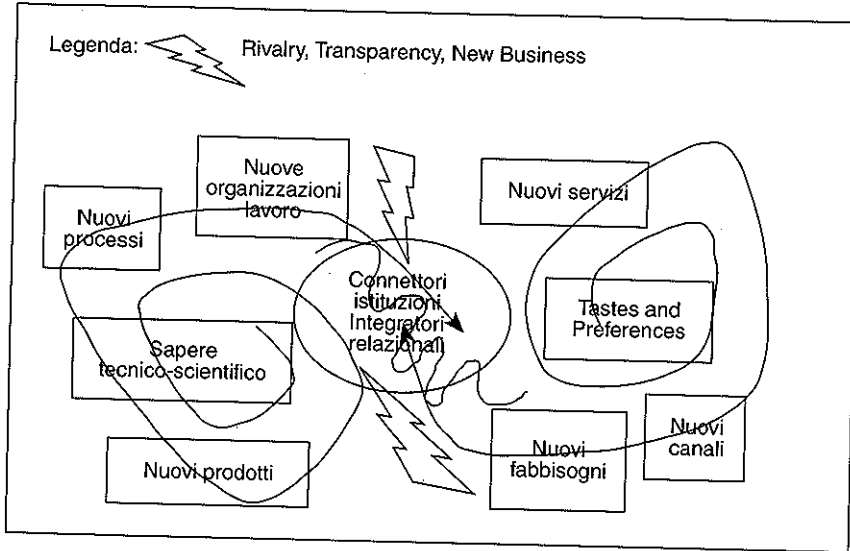 Legenda: Rivalry, Transparency, New Business
Nuove
organizzazioni
lavoro
Nuovi servizi
Nuovi
processi
Connettori
istituzioni
Integratori
relazionali
Tastes and
Preferences
Sapere
tecnico-scientifico
Nuovi prodotti
Nuovi
fabbisogni
Nuovi
canali